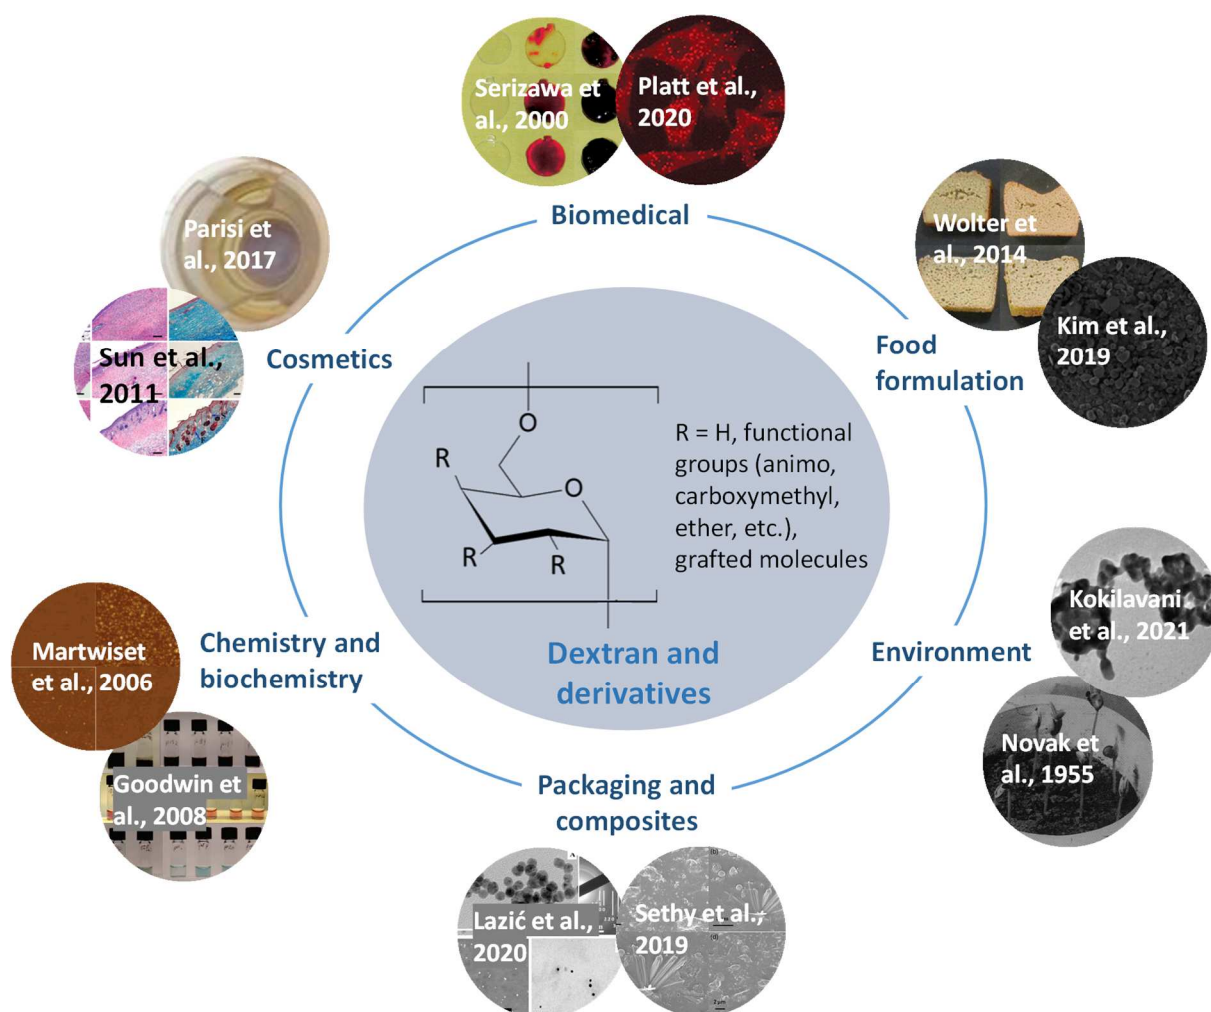 Serizawa et
al., 2000
Platt et al.,
2020
Biomedical
Parisi et
al., 2017
Sun et al.,
2011
Cosmetics
Wolter et
al., 2014
Kim et al.,
2019
Food
formulation
O
O
R
R
R
R = H, functional
groups (animo,
carboxymethyl,
ether, etc.),
grafted molecules
Dextran and
derivatives
Martwiset
et al., 2006
Goodwin et
al., 2008
Chemistry and
biochemistry
Kokilavani
et al., 2021
Novak et
al., 1955
Environment
Packaging and
composites
A
Lazić et al.,
2020
Sethy et al.,
2019
(b)
(d)
2 μm